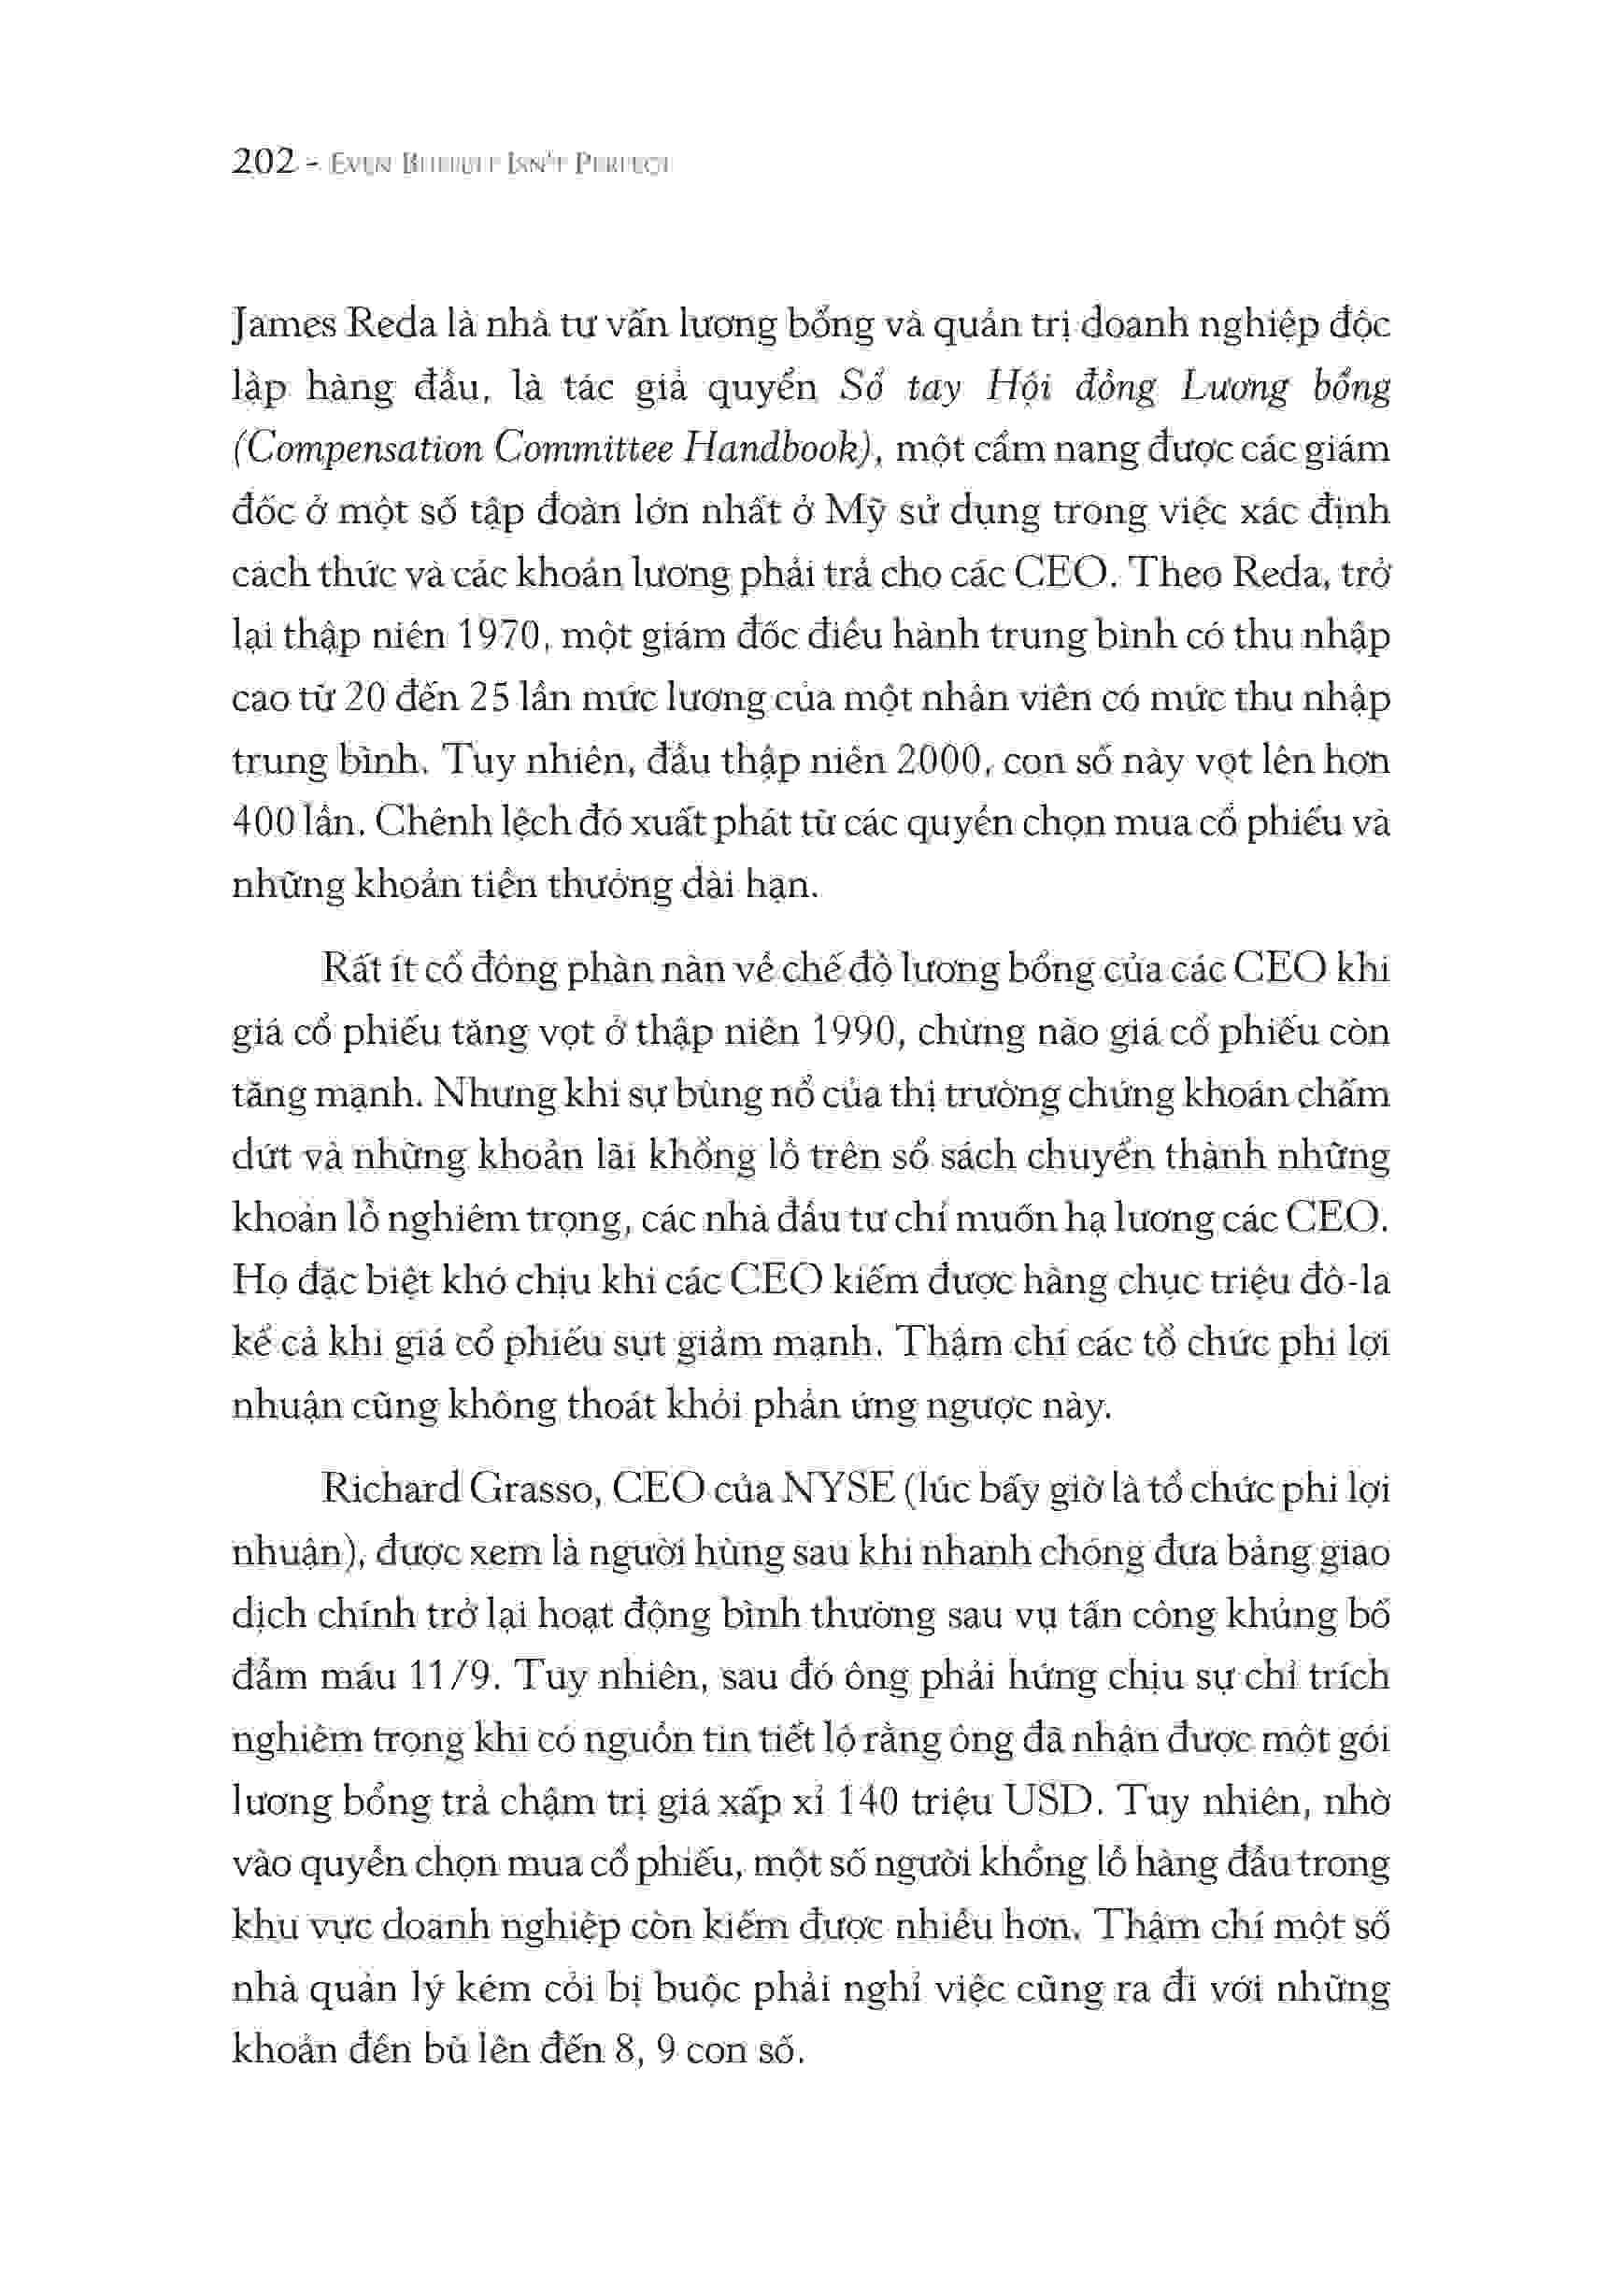 202 - EVEN BUFFETT ISN'T PERFECT
James Reda là nhà tư vấn lương bổng và quản trị doanh nghiệp độc
lập hàng đầu, là tác giả quyển Sổ tay Hội đồng Lương bổng
(Compensation Committee Handbook), một cẩm nang được các giám
đốc ở một số tập đoàn lớn nhất ở Mỹ sử dụng trong việc xác định
cách thức và các khoản lương phải trả cho các CEO. Theo Reda, trở
lại thập niên 1970, một giám đốc điều hành trung bình có thu nhập
cao từ 20 đến 25 lần mức lương của một nhân viên có mức thu nhập
trung bình. Tuy nhiên, đầu thập niên 2000, con số này vọt lên hơn
400 lần. Chênh lệch đó xuất phát từ các quyền chọn mua cổ phiếu và
những khoản tiền thưởng dài hạn.
Rất ít cổ đông phàn nàn về chế độ lương bổng của các CEO khi
giá cổ phiếu tăng vọt ở thập niên 1990, chừng nào giá cổ phiếu còn
tăng mạnh. Nhưng khi sự bùng nổ của thị trường chứng khoán chấm
dứt và những khoản lãi khổng lồ trên sổ sách chuyển thành những
khoản lỗ nghiêm trọng, các nhà đầu tư chỉ muốn hạ lương các CEO.
Họ đặc biệt khó chịu khi các CEO kiếm được hàng chục triệu đô-la
kể cả khi giá cổ phiếu sụt giảm mạnh. Thậm chí các tổ chức phi lợi
nhuận cũng không thoát khỏi phản ứng ngược này.
Richard Grasso, CEO của NYSE (lúc bấy giờ là tổ chức phi lợi
nhuận), được xem là người hùng sau khi nhanh chóng đưa bảng giao
dịch chính trở lại hoạt động bình thường sau vụ tấn công khủng bố
đẫm máu 11/9. Tuy nhiên, sau đó ông phải hứng chịu sự chỉ trích
nghiêm trọng khi có nguồn tin tiết lộ rằng ông đã nhận được một gói
lương bổng trả chậm trị giá xấp xỉ 140 triệu USD. Tuy nhiên, nhờ
vào quyền chọn mua cổ phiếu, một số người khổng lồ hàng đầu trong
khu vực doanh nghiệp còn kiếm được nhiều hơn. Thậm chí một số
nhà quản lý kém cỏi bị buộc phải nghỉ việc cũng ra đi với những
khoản đền bù lên đến 8, 9 con số.